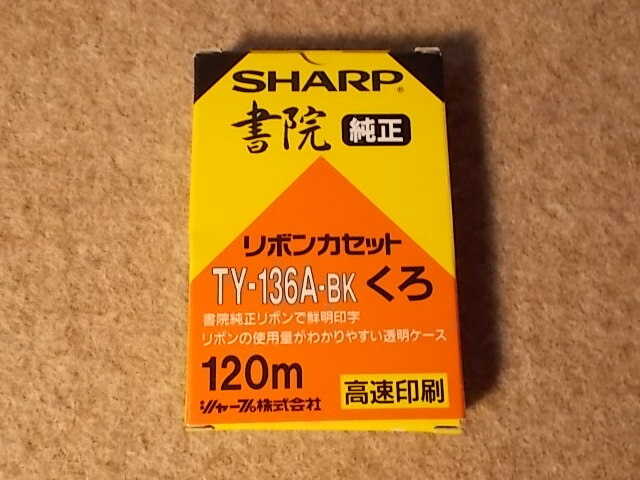 SHARP®
書院 純正
リボンカセット
TY-136A-BK くろ
書院純正リボンで鮮明印字
リボンの使用量がわかりやすい透明ケース
120m
高速印刷
シャープ株式会社